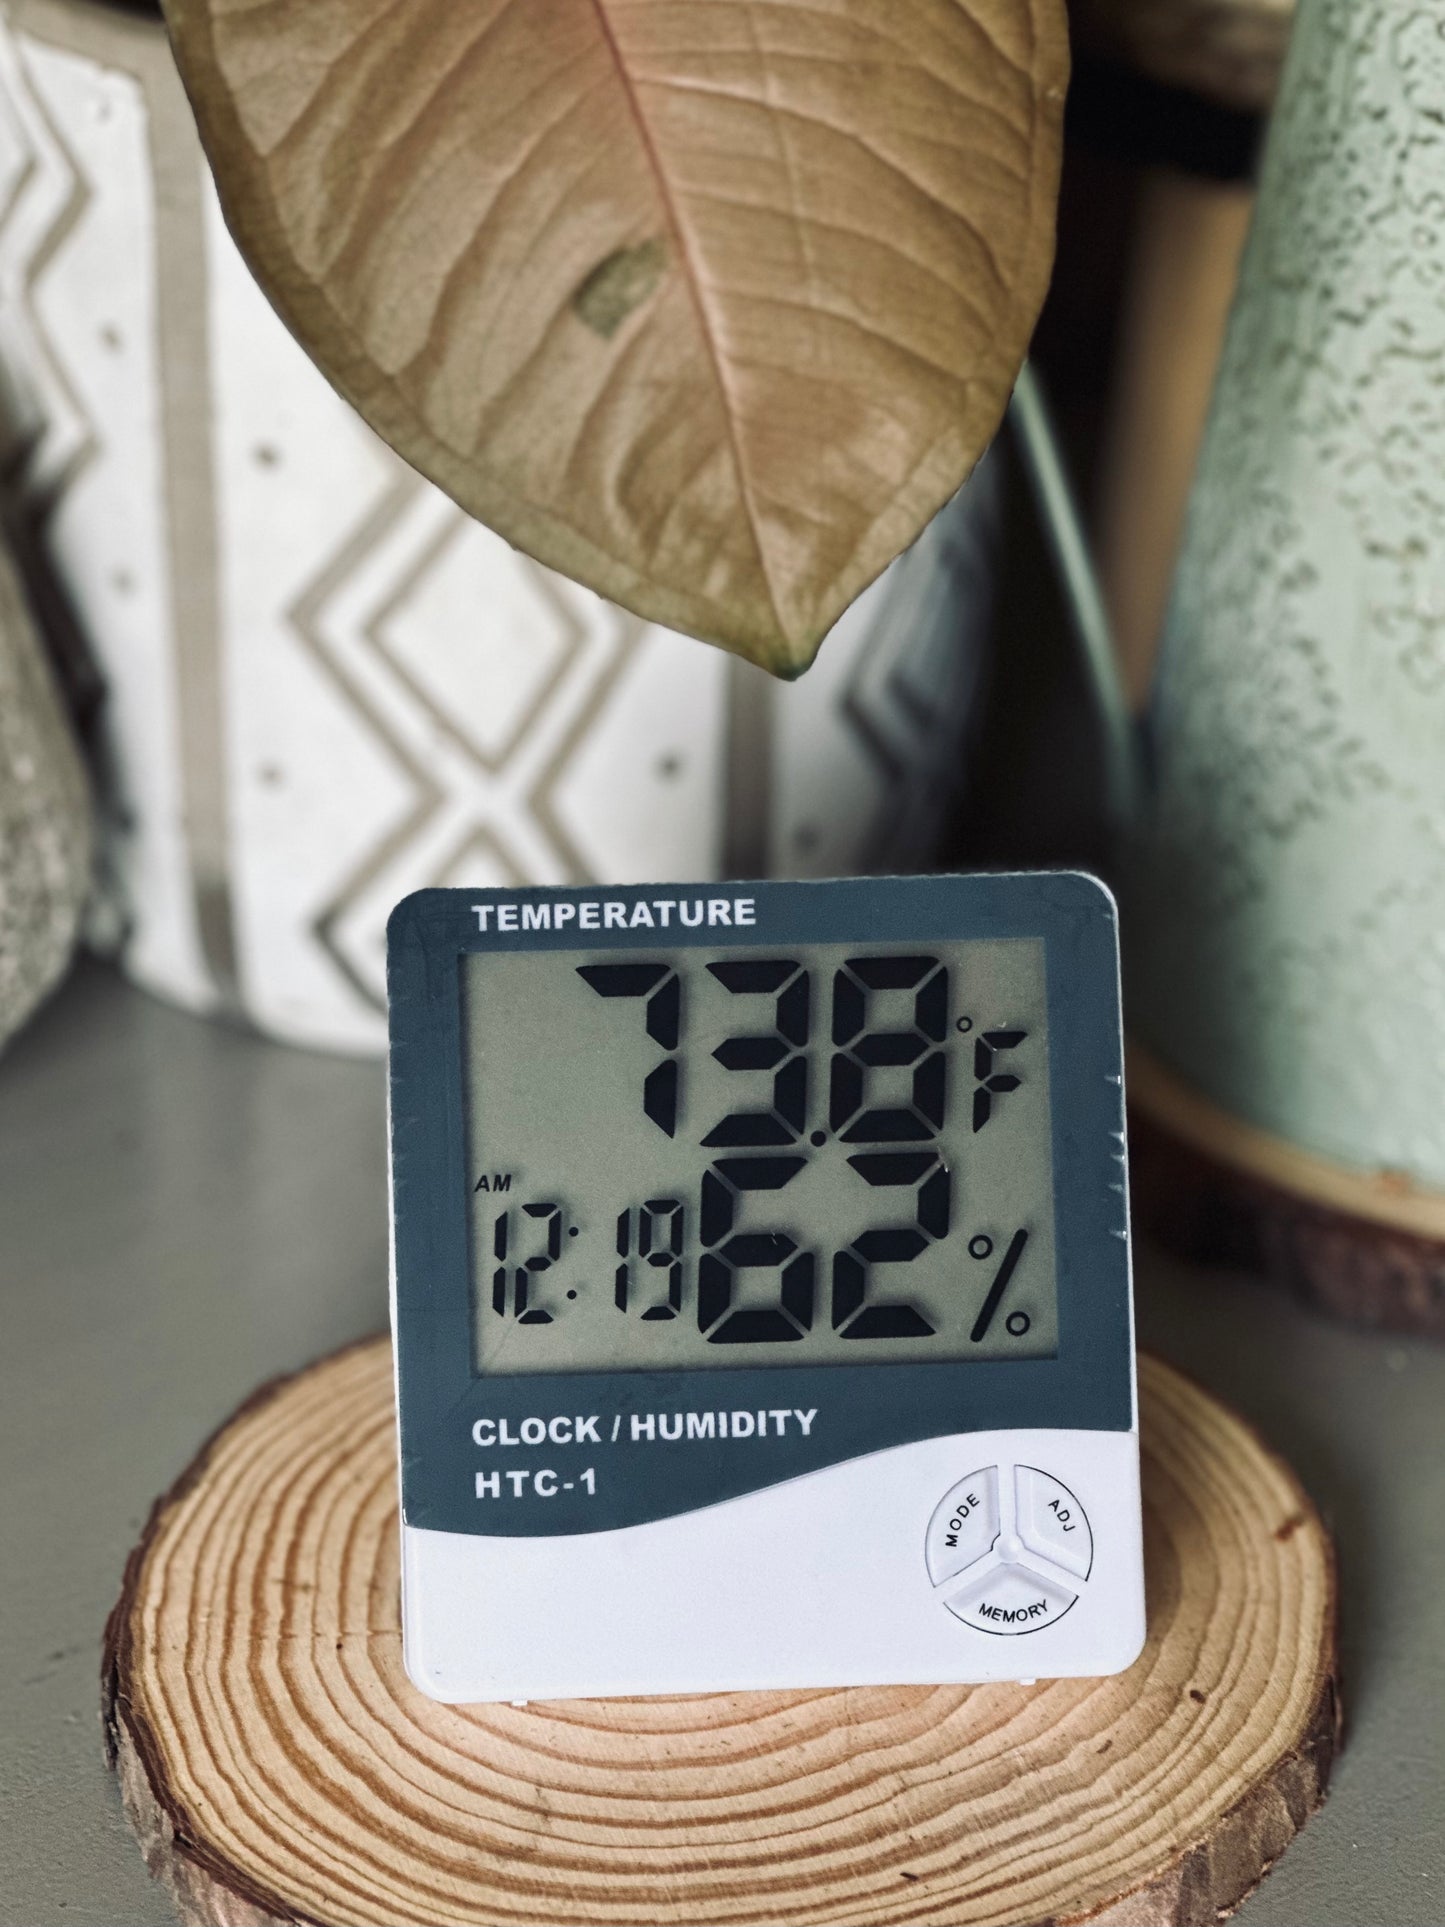 TEMPERATURE
73.8 °F
AM
12:19 62 %
CLOCK / HUMIDITY
HTC-1
MODE
ADJ
MEMORY